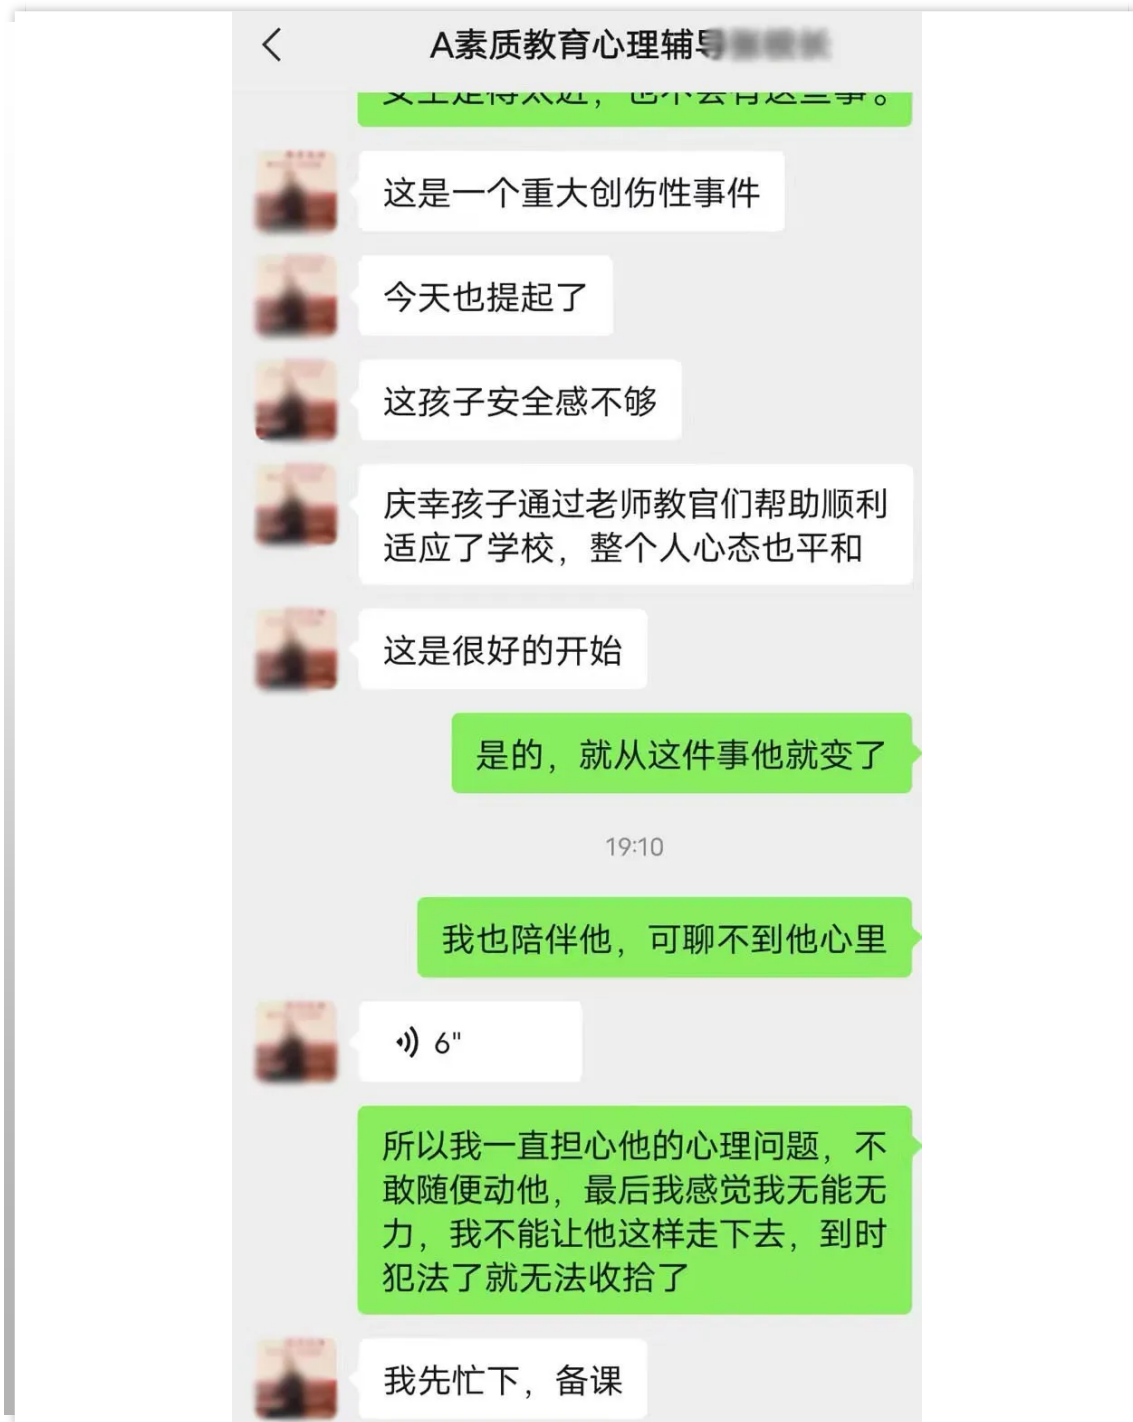 A素质教育心理辅导
这是一个重大创伤性事件
今天也提起了
这孩子安全感不够
庆幸孩子通过老师教官们帮助顺利
适应了学校，整个人心态也平和
这是很好的开始
是的，就从这件事他就变了
19:10
我也陪伴他，可聊不到他心里
6"
所以我一直担心他的心理问题，不
敢随便动他，最后我感觉我无能无
力，我不能让他这样走下去，到时
犯法了就无法收拾了
我先忙下，备课